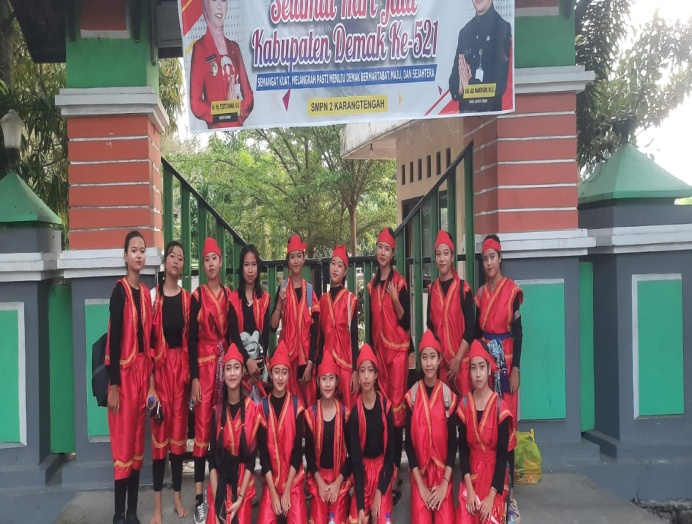 Selamat Hari Jadi
Kabupaten Demak Ke-521
SEMANGAT KUAT, MELANGKAH PASTI MENUJU DEMAK BERMARTABAT, MAJU, DAN SEJAHTERA
SMPN 2 KARANGTENGAH